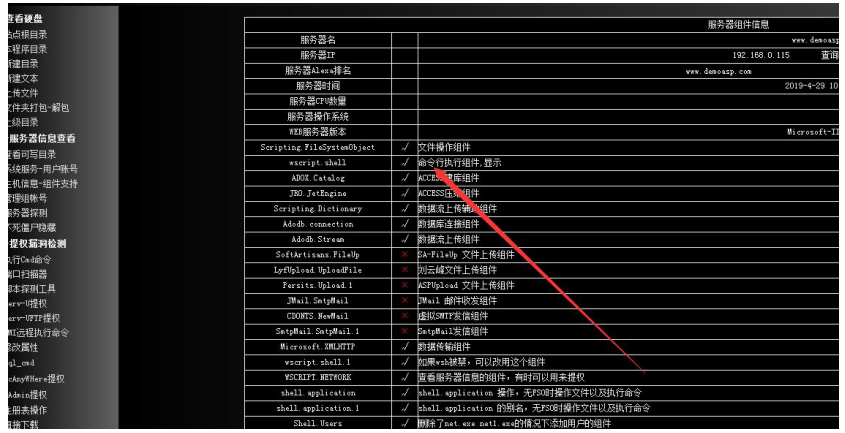 查看硬盘
站点根目录
本程序目录
新建目录
新建文本
上传文件
文件夹打包-解包
上级目录
服务器信息查看
查看可写目录
系统服务-用户账号
主机信息-组件支持
管理组帐号
服务器探测
不死僵尸隐藏
提权漏洞检测
执行Cmd命令
端口扫描器
脚本探测工具
erv-U提权
erv-UFTP提权
MI远程执行命令
修改属性
ql_cmd
cAnyWHere提权
Admin提权
注册表操作
直接下载
服务器组件信息
服务器名 www.demoasp
服务器IP 192.168.0.115 查询
服务器Alexa排名 www.demoasp.com
服务器时间 2019-4-29 10
服务器CPU数量
服务器操作系统
WEB服务器版本 Microsoft-II
Scripting.FileSystemObject √ 文件操作组件
wscript.shell √ 命令行执行组件,显示
ADOX.Catalog √ ACCESS建库组件
JRO.JetEngine √ ACCESS压缩组件
Scripting.Dictionary √ 数据流上传辅助组件
Adodb.connection √ 数据库连接组件
Adodb.Stream √ 数据流上传组件
SoftArtisans.FileUp × SA-FileUp 文件上传组件
LyfUpload.UploadFile × 刘云峰文件上传组件
Persits.Upload.1 × ASPUpload 文件上传组件
JMail.SmtpMail × JMail 邮件收发组件
CDONTS.NewMail × 虚拟SMTP发信组件
SmtpMail.SmtpMail.1 × SmtpMail发信组件
Microsoft.XMLHTTP √ 数据传输组件
wscript.shell.1 √ 如果wsh被禁，可以改用这个组件
WSCRIPT.NETWORK √ 查看服务器信息的组件，有时可以用来提权
shell.application √ shell.application 操作，无FSO时操作文件以及执行命令
shell.application.1 √ shell.application 的别名，无FSO时操作文件以及执行命令
Shell.Users √ 删除了net.exe net1.exe的情况下添加用户的组件